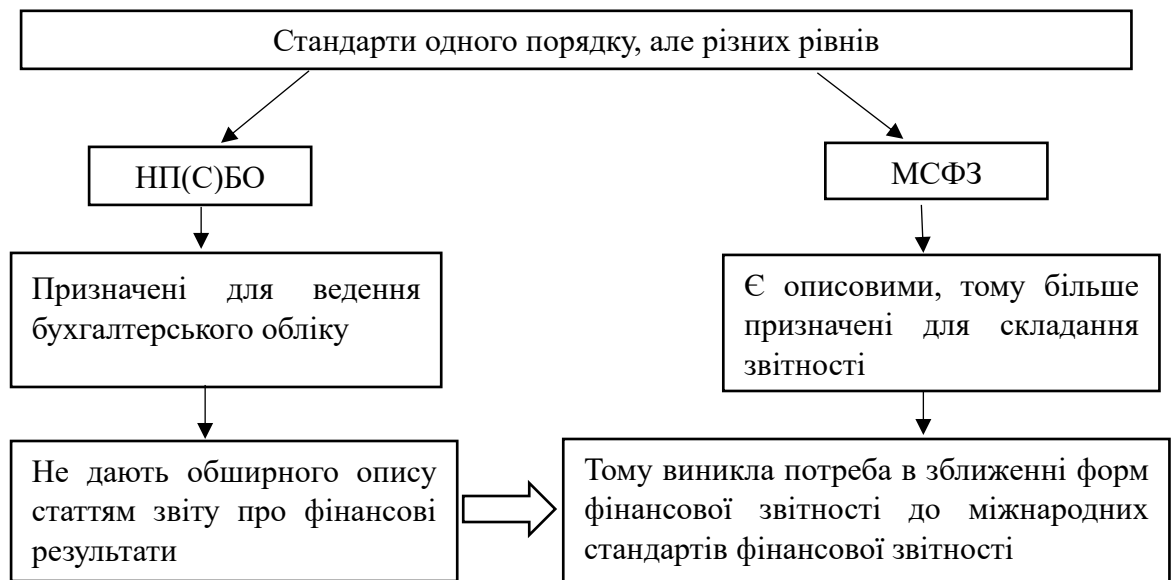 Стандарти одного порядку, але різних рівнів
НП(С)БО
МСФЗ
Призначені для ведення
бухгалтерського обліку
Є описовими, тому більше
призначені для складання
звітності
Не дають обширного опису
статтям звіту про фінансові
результати
Тому виникла потреба в зближенні форм
фінансової звітності до міжнародних
стандартів фінансової звітності